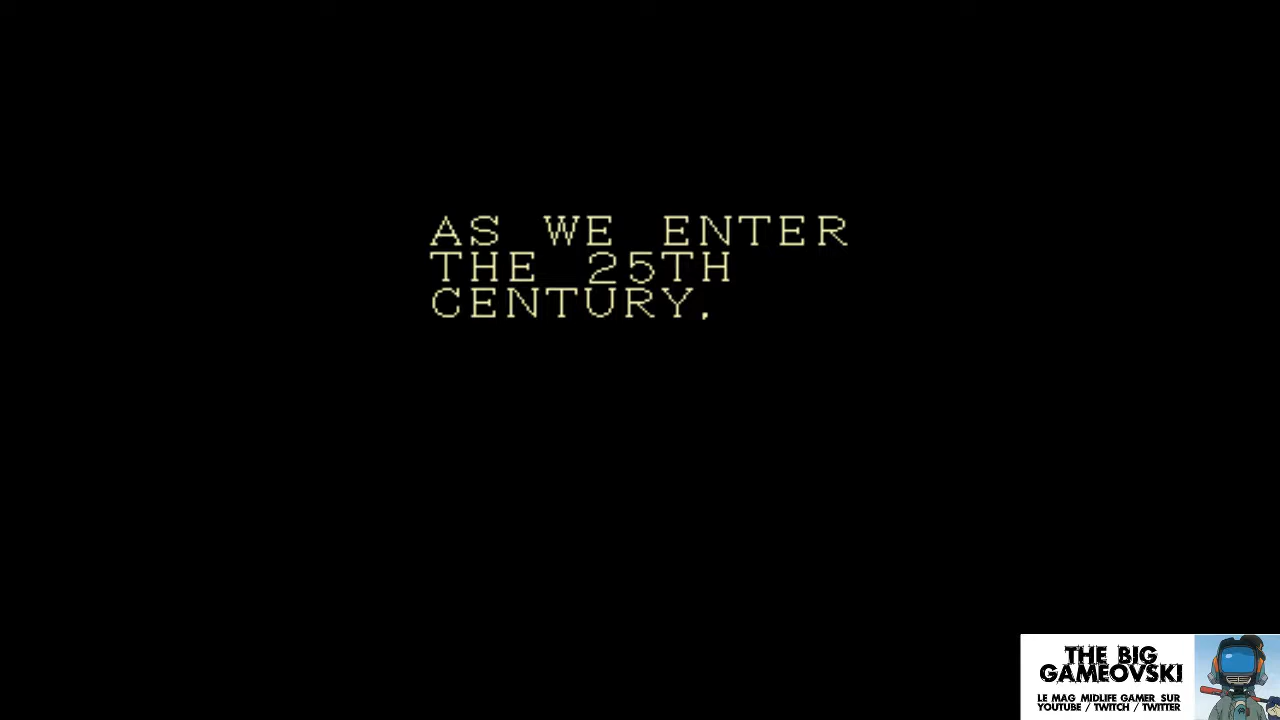 AS WE ENTER
THE 25TH
CENTURY,
THE BIG
GAMEOVSKI
LE MAG MIDLIFE GAMER SUR
YOUTUBE / TWITCH / TWITTER